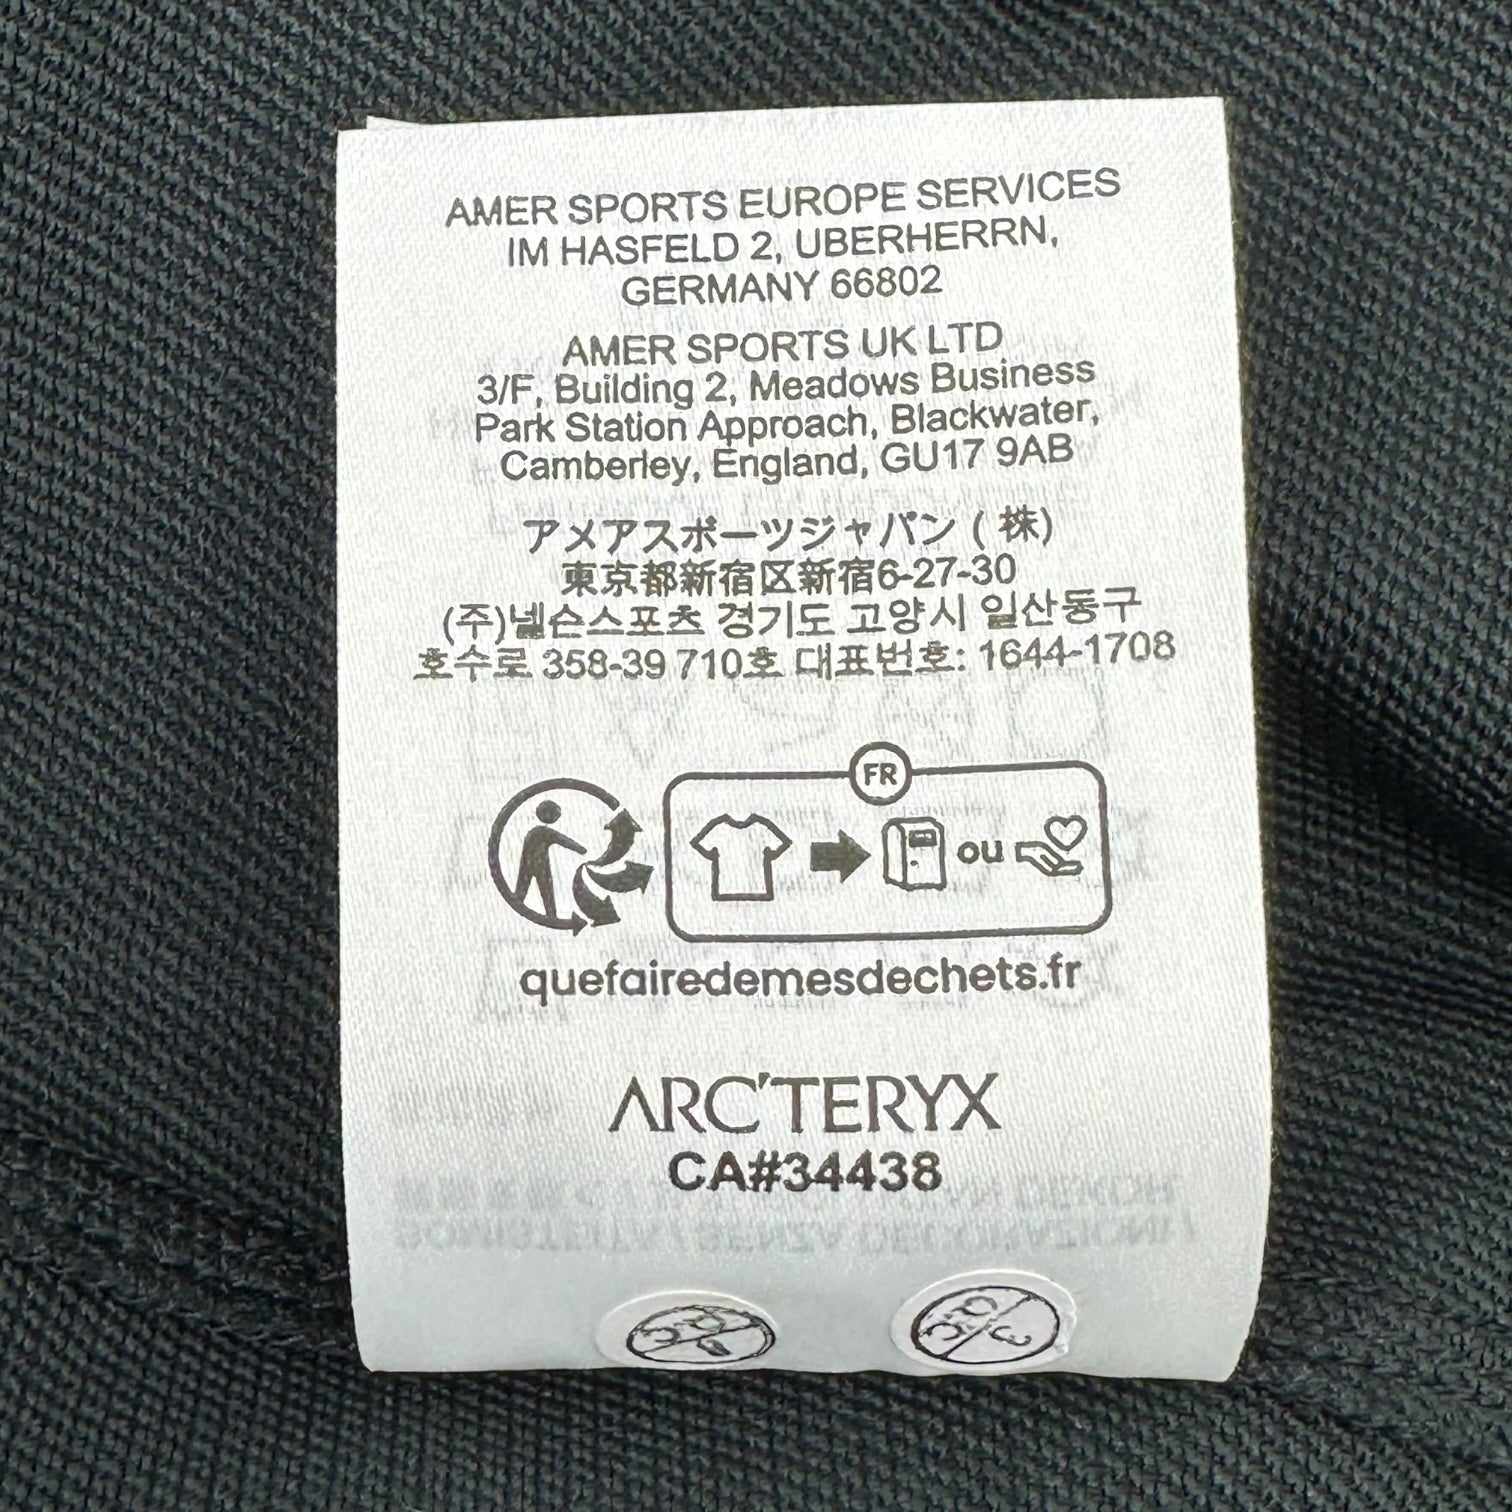 AMER SPORTS EUROPE SERVICES
IM HASFELD 2, UBERHERRN,
GERMANY 66802
AMER SPORTS UK LTD
3/F, Building 2, Meadows Business
Park Station Approach, Blackwater,
Camberley, England, GU17 9AB
アメアスポーツジャパン ( 株)
東京都新宿区新宿6-27-30
(주)넬슨스포츠 경기도 고양시 일산동구
호수로 358-39 710호 대표번호: 1644-1708
FR
ou
quefairedemesdechets.fr
ARC'TERYX
CA#34438